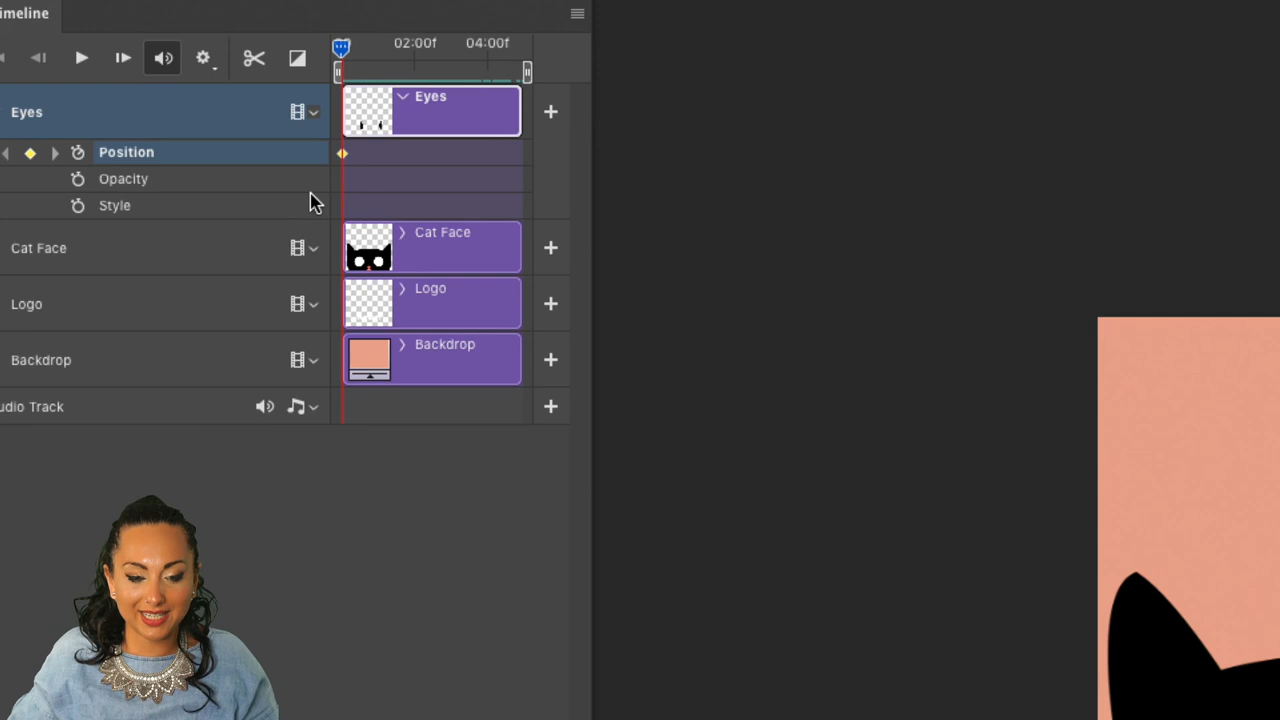 imeline
02:00f 04:00f
Eyes
Eyes
Position
Opacity
Style
Cat Face
Cat Face
Logo
Logo
Backdrop
Backdrop
udio Track